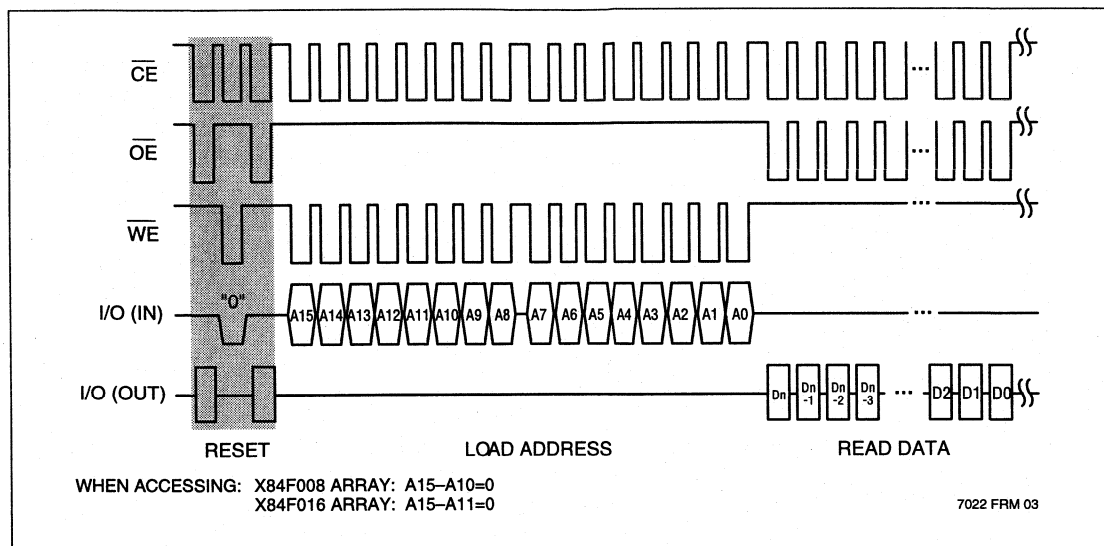 CE
...
OE
...
WE
...
I/O (IN) "0" A15 A14 A13 A12 A11 A10 A9 A8 A7 A6 A5 A4 A3 A2 A1 A0 ...
I/O (OUT) Dn Dn-1 Dn-2 Dn-3 ... D2 D1 D0
RESET LOAD ADDRESS READ DATA
WHEN ACCESSING: X84F008 ARRAY: A15–A10=0
X84F016 ARRAY: A15–A11=0
7022 FRM 03